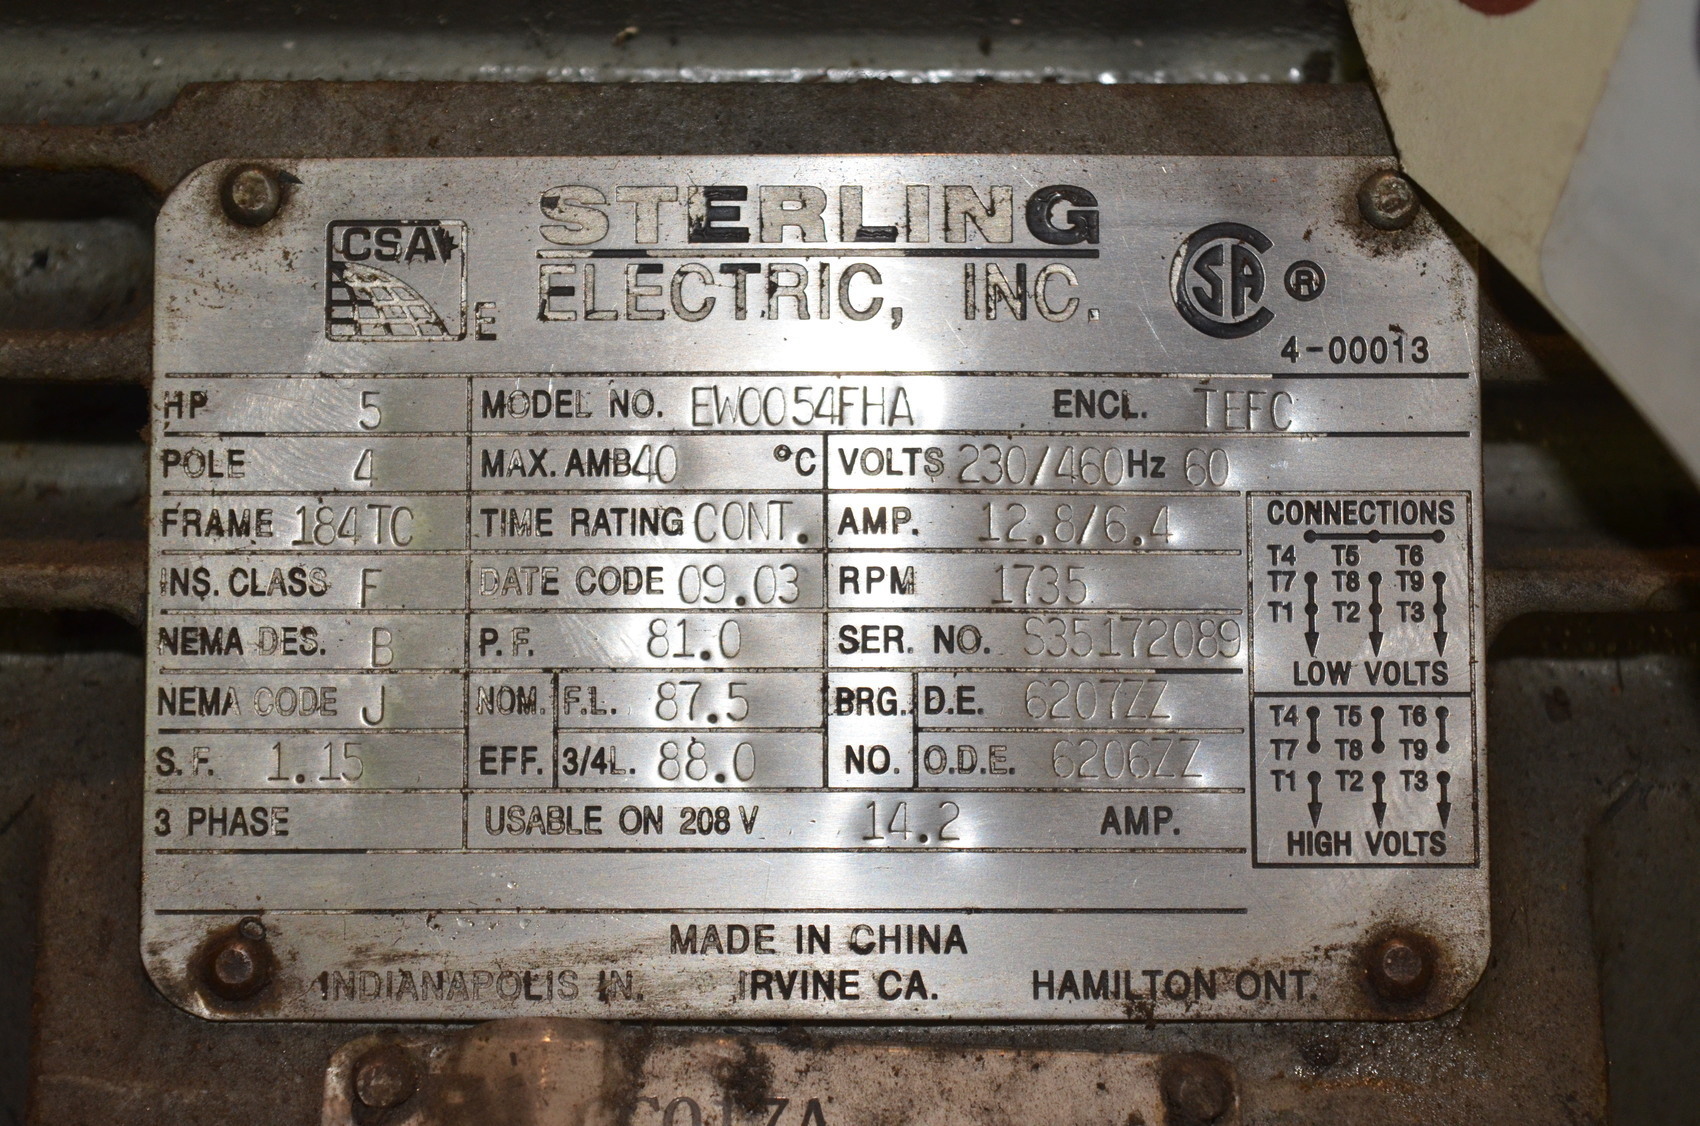 CSA
E
STERLING
ELECTRIC, INC.
CSA ®
4-00013
HP 5 MODEL NO. EW0054FHA ENCL. TEFC
POLE 4 MAX. AMB 40 °C VOLTS 230/460 Hz 60
FRAME 184TC TIME RATING CONT. AMP. 12.8/6.4
INS. CLASS F DATE CODE 09.03 RPM 1735
NEMA DES. B P.F. 81.0 SER. NO. S35172089
NEMA CODE J NOM. F.L. 87.5 BRG. D.E. 6207ZZ
S.F. 1.15 EFF. 3/4L. 88.0 NO. O.D.E. 6206ZZ
3 PHASE USABLE ON 208 V 14.2 AMP.
CONNECTIONS
T4 T5 T6
T7 T8 T9
T1 T2 T3
LOW VOLTS
T4 T5 T6
T7 T8 T9
T1 T2 T3
HIGH VOLTS
MADE IN CHINA
INDIANAPOLIS IN. IRVINE CA. HAMILTON ONT.